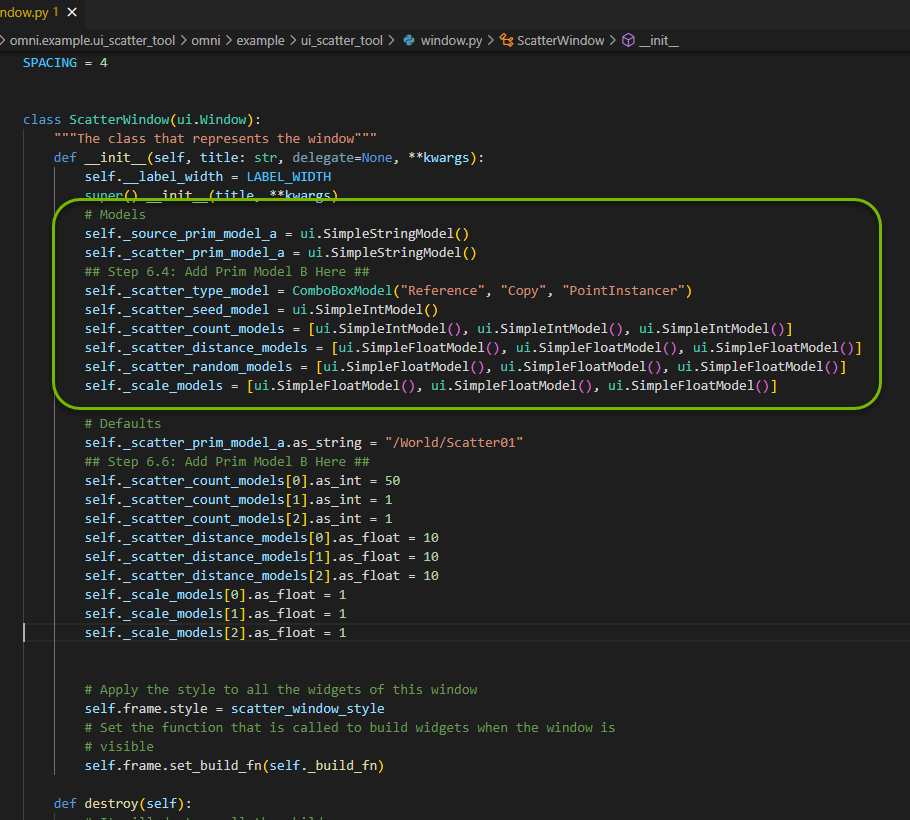 ndow.py 1 ×
> omni.example.ui_scatter_tool > omni > example > ui_scatter_tool > window.py > ScatterWindow > __init__
SPACING = 4
class ScatterWindow(ui.Window):
    """The class that represents the window"""
    def __init__(self, title: str, delegate=None, **kwargs):
        self.__label_width = LABEL_WIDTH
        super().__init__(title, **kwargs)
        # Models
        self._source_prim_model_a = ui.SimpleStringModel()
        self._scatter_prim_model_a = ui.SimpleStringModel()
        ## Step 6.4: Add Prim Model B Here ##
        self._scatter_type_model = ComboBoxModel("Reference", "Copy", "PointInstancer")
        self._scatter_seed_model = ui.SimpleIntModel()
        self._scatter_count_models = [ui.SimpleIntModel(), ui.SimpleIntModel(), ui.SimpleIntModel()]
        self._scatter_distance_models = [ui.SimpleFloatModel(), ui.SimpleFloatModel(), ui.SimpleFloatModel()]
        self._scatter_random_models = [ui.SimpleFloatModel(), ui.SimpleFloatModel(), ui.SimpleFloatModel()]
        self._scale_models = [ui.SimpleFloatModel(), ui.SimpleFloatModel(), ui.SimpleFloatModel()]
        # Defaults
        self._scatter_prim_model_a.as_string = "/World/Scatter01"
        ## Step 6.6: Add Prim Model B Here ##
        self._scatter_count_models[0].as_int = 50
        self._scatter_count_models[1].as_int = 1
        self._scatter_count_models[2].as_int = 1
        self._scatter_distance_models[0].as_float = 10
        self._scatter_distance_models[1].as_float = 10
        self._scatter_distance_models[2].as_float = 10
        self._scale_models[0].as_float = 1
        self._scale_models[1].as_float = 1
        self._scale_models[2].as_float = 1
        # Apply the style to all the widgets of this window
        self.frame.style = scatter_window_style
        # Set the function that is called to build widgets when the window is
        # visible
        self.frame.set_build_fn(self._build_fn)
    def destroy(self):